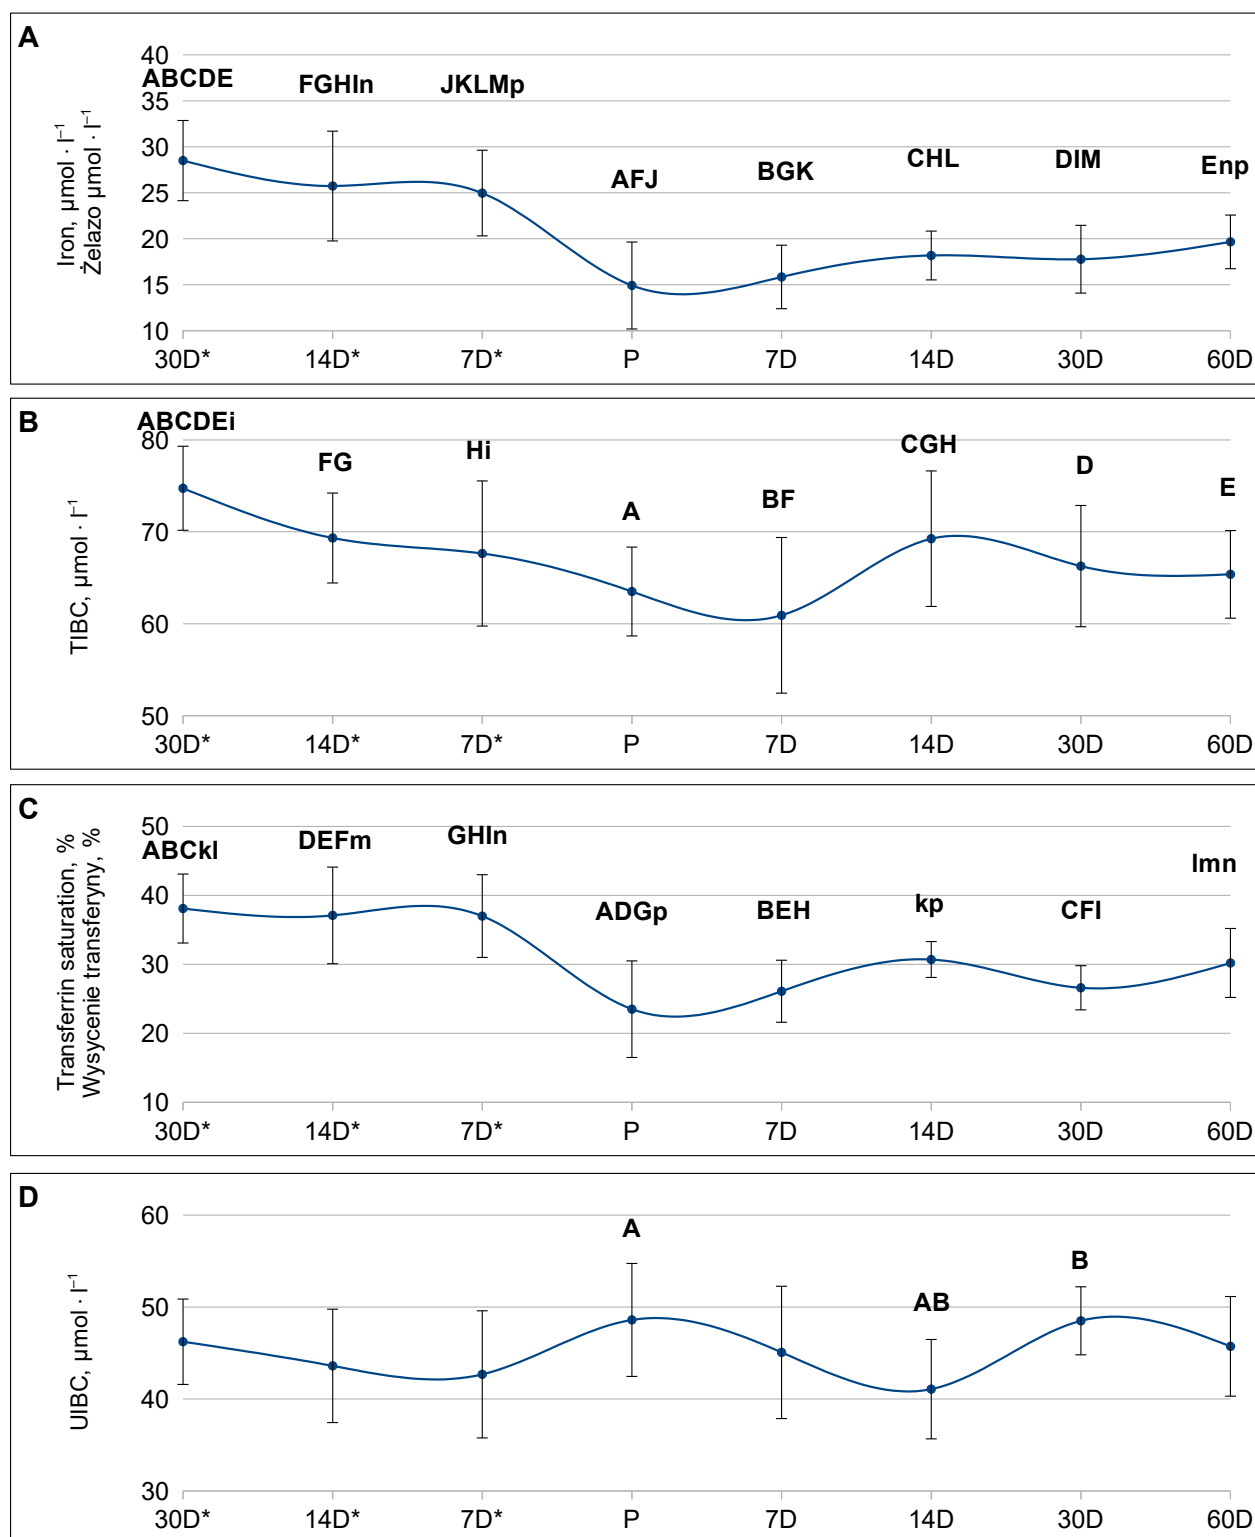 A
40
ABCDE FGHIn JKLMp
35
30
CHL DIM
Enp
BGK
AFJ
25
20
15
10
Iron, µmol · l⁻¹
Żelazo µmol · l⁻¹
30D* 14D* 7D* P 7D 14D 30D 60D
B
ABCDEi
80
FG Hi A BF CGH D E
70
60
50
TIBC, µmol · l⁻¹
30D* 14D* 7D* P 7D 14D 30D 60D
C
50
ABCkl DEFm GHIn ADGp BEH kp CFI lmn
40
30
20
10
Transferrin saturation, %
Wysycenie transferyny, %
30D* 14D* 7D* P 7D 14D 30D 60D
D
60
A AB B
50
40
30
UIBC, µmol · l⁻¹
30D* 14D* 7D* P 7D 14D 30D 60D